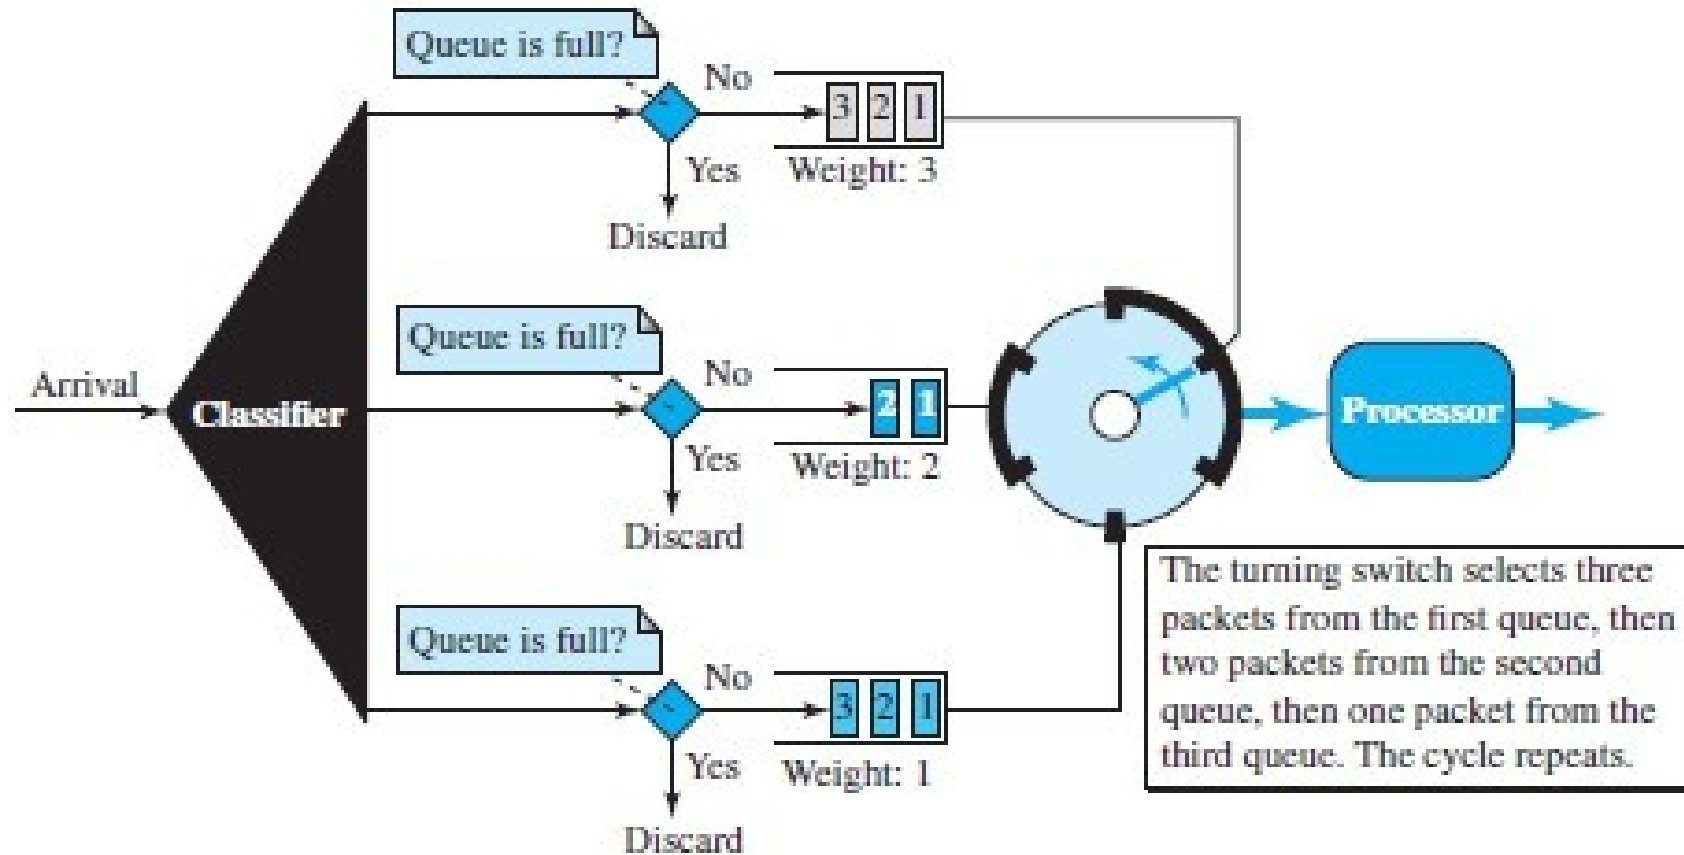 Queue is full?
No
3 2 1
Yes
Weight: 3
Discard
Queue is full?
Arrival
Classifier
No
2 1
Yes
Weight: 2
Discard
Processor
The turning switch selects three
packets from the first queue, then
two packets from the second
queue, then one packet from the
third queue. The cycle repeats.
Queue is full?
No
3 2 1
Yes
Weight: 1
Discard